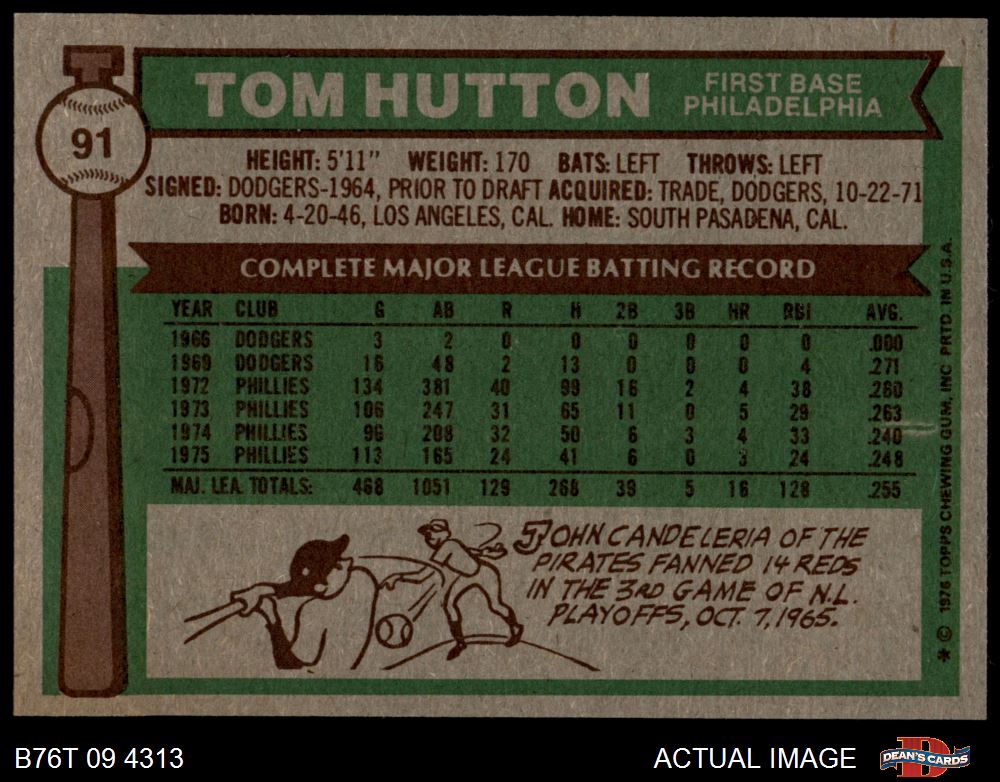 TOM HUTTON
FIRST BASE
PHILADELPHIA
91
HEIGHT: 5'11" WEIGHT: 170 BATS: LEFT THROWS: LEFT
SIGNED: DODGERS-1964, PRIOR TO DRAFT ACQUIRED: TRADE, DODGERS, 10-22-71
BORN: 4-20-46, LOS ANGELES, CAL. HOME: SOUTH PASADENA, CAL.
COMPLETE MAJOR LEAGUE BATTING RECORD
YEAR CLUB G AB R H 2B 3B HR RBI AVG.
1966 DODGERS 3 2 0 0 0 0 0 0 .000
1969 DODGERS 16 48 2 13 0 0 0 4 .271
1972 PHILLIES 134 381 40 99 16 2 4 38 .260
1973 PHILLIES 106 247 31 65 11 0 5 29 .263
1974 PHILLIES 96 208 32 50 6 3 4 33 .240
1975 PHILLIES 113 165 24 41 6 0 3 24 .248
MAJ. LEA. TOTALS: 468 1051 129 268 39 5 16 128 .255
JOHN CANDELERIA OF THE
PIRATES FANNED 14 REDS
IN THE 3RD GAME OF N.L.
PLAYOFFS, OCT. 7, 1965.
* © 1976 TOPPS CHEWING GUM, INC PRTD IN U.S.A.
B76T 09 4313
ACTUAL IMAGE
DEAN'S CARDS